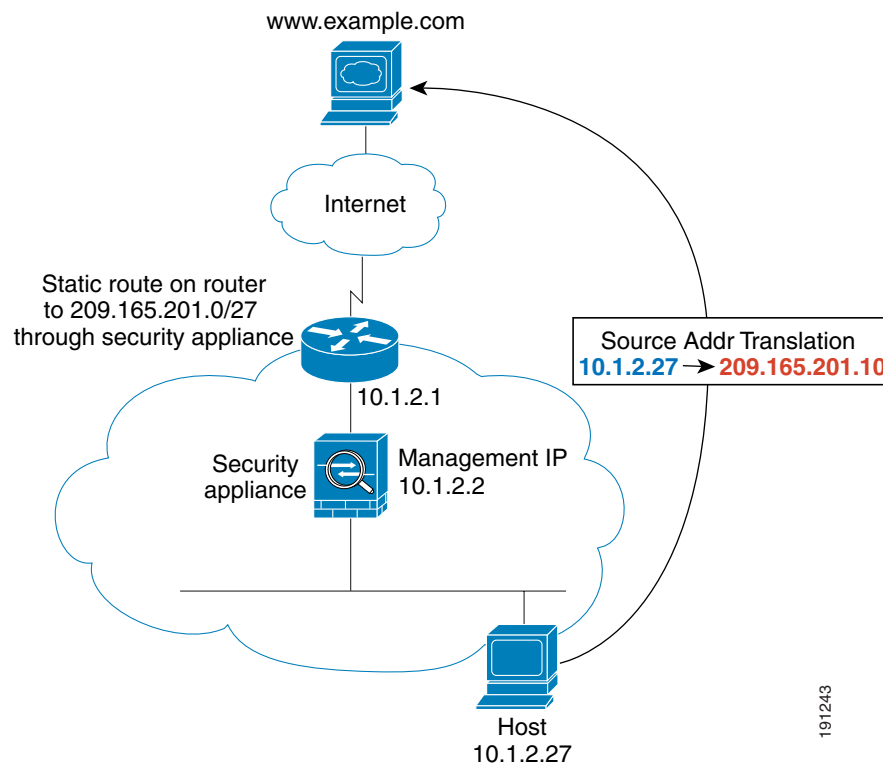 www.example.com
Internet
Static route on router
to 209.165.201.0/27
through security appliance
Source Addr Translation
10.1.2.27 → 209.165.201.10
10.1.2.1
Security
appliance
Management IP
10.1.2.2
Host
10.1.2.27
191243